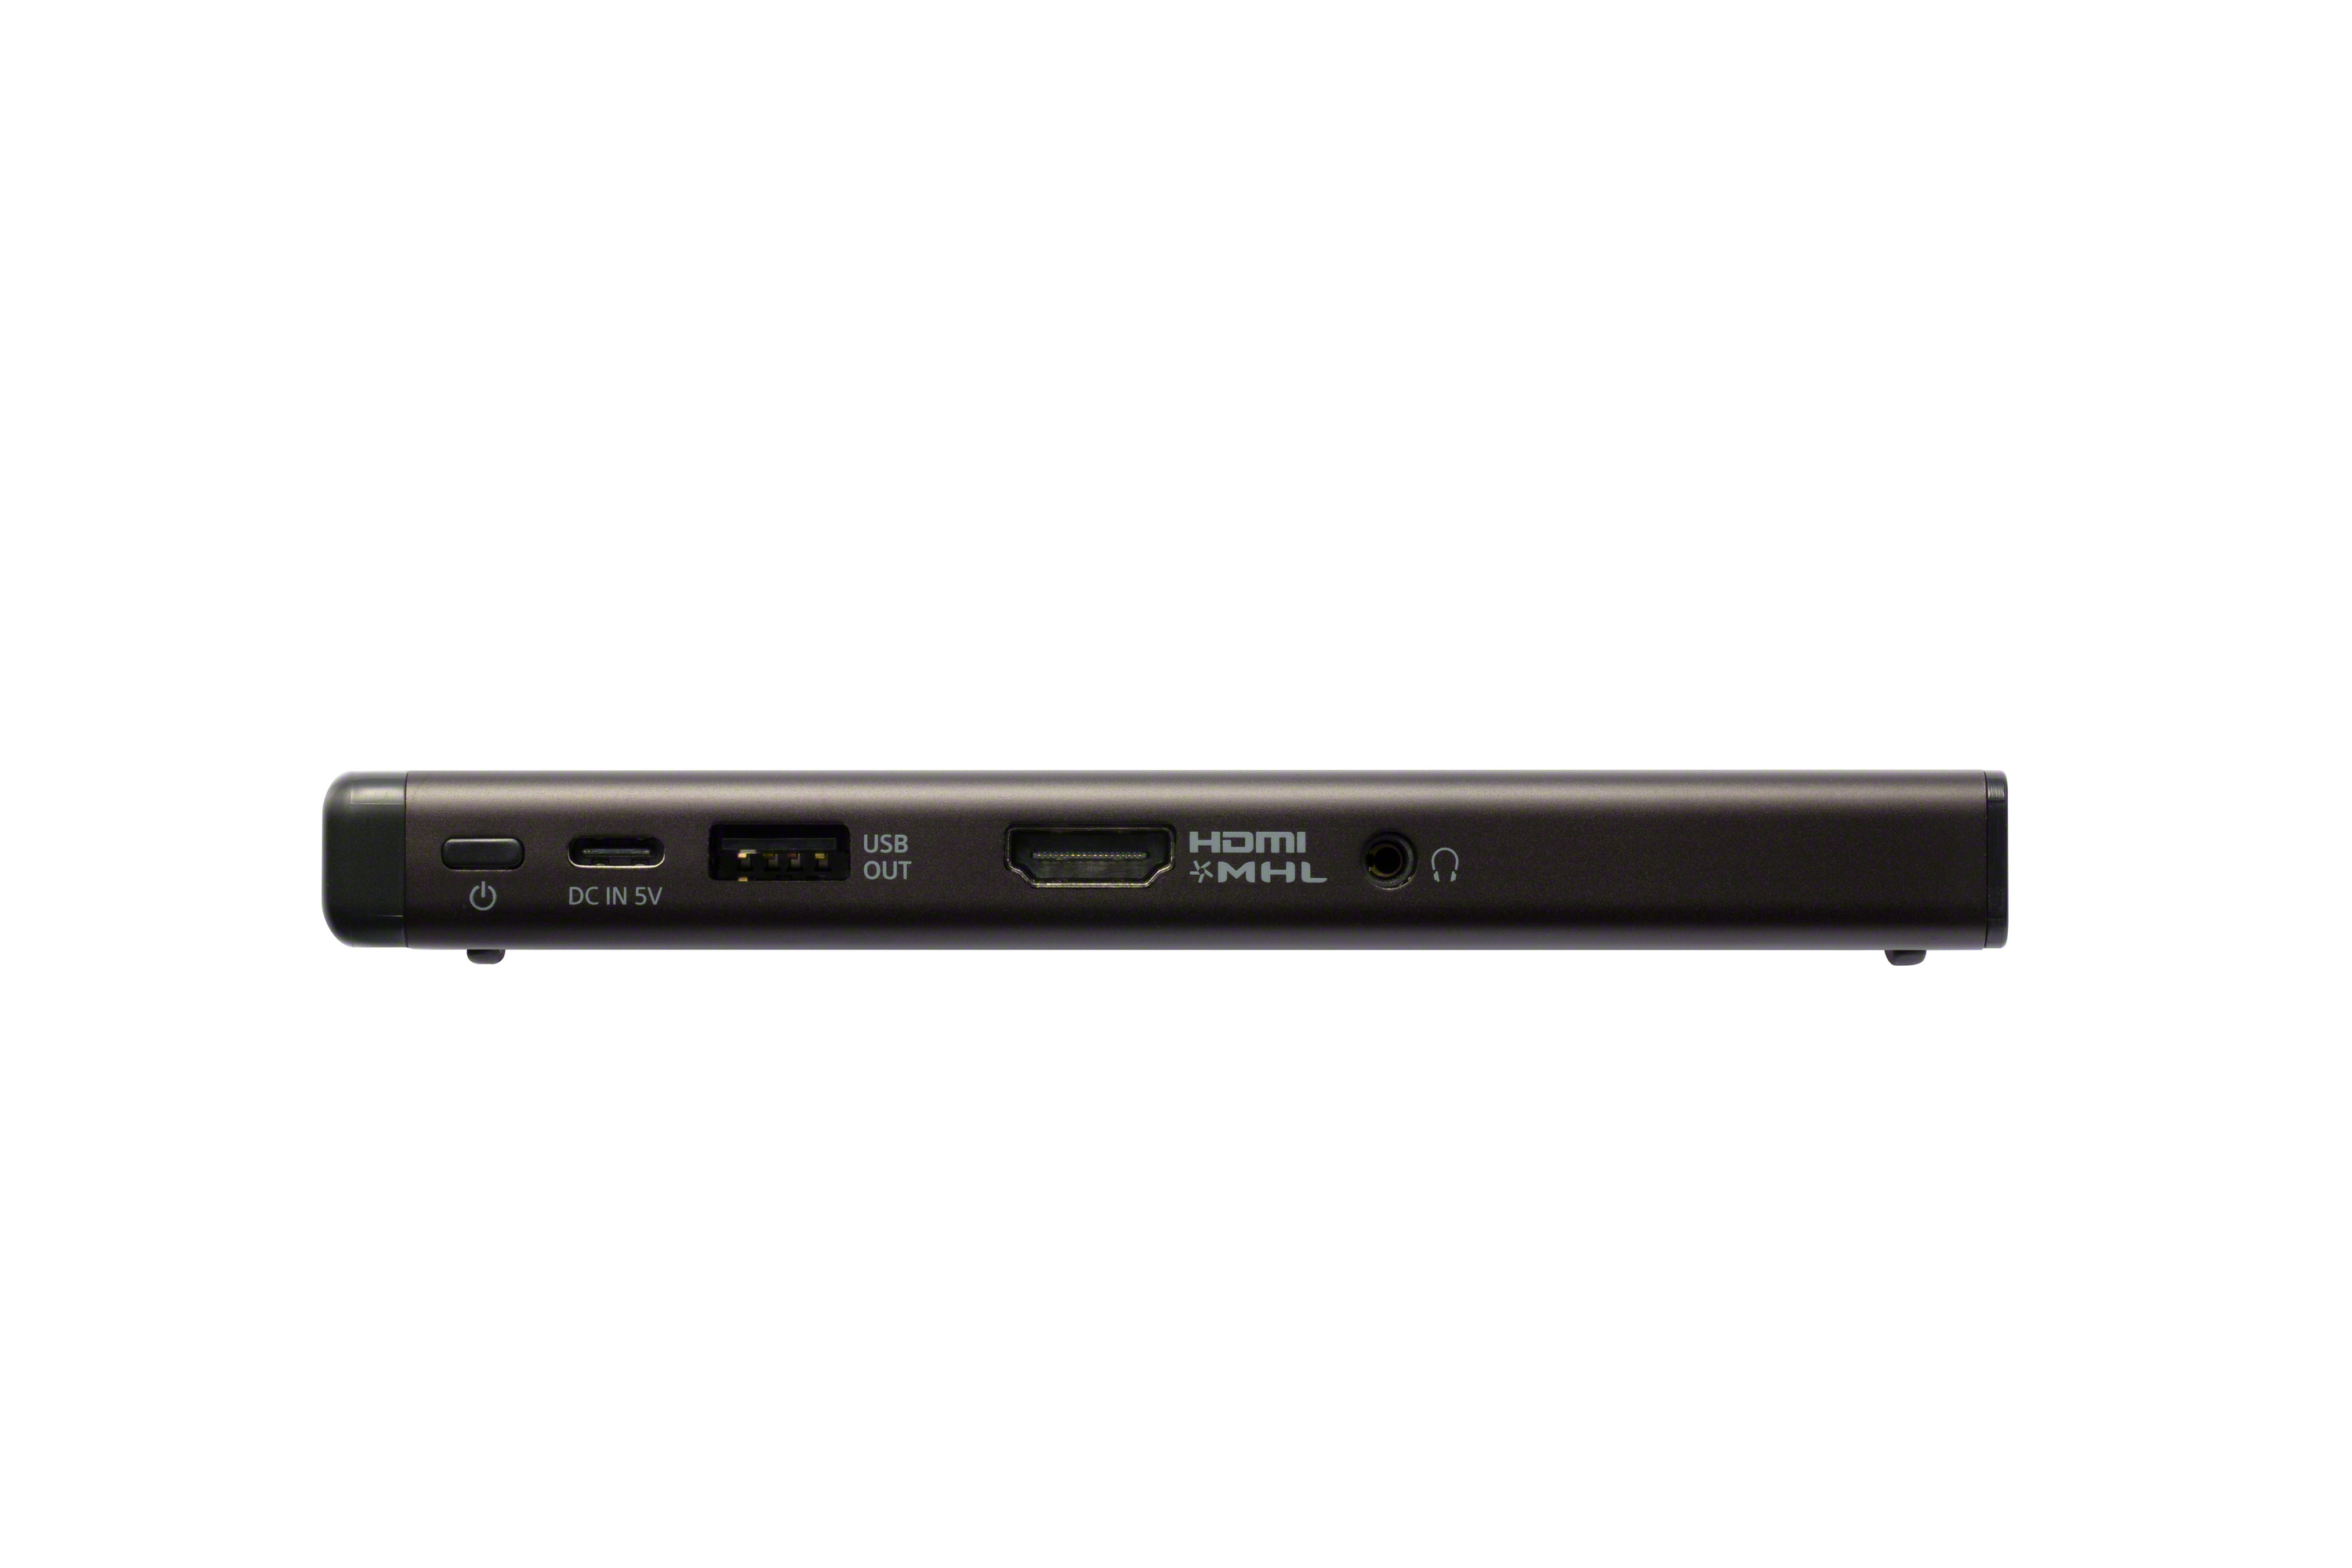 DC IN 5V
USB
OUT
HDMI
MHL